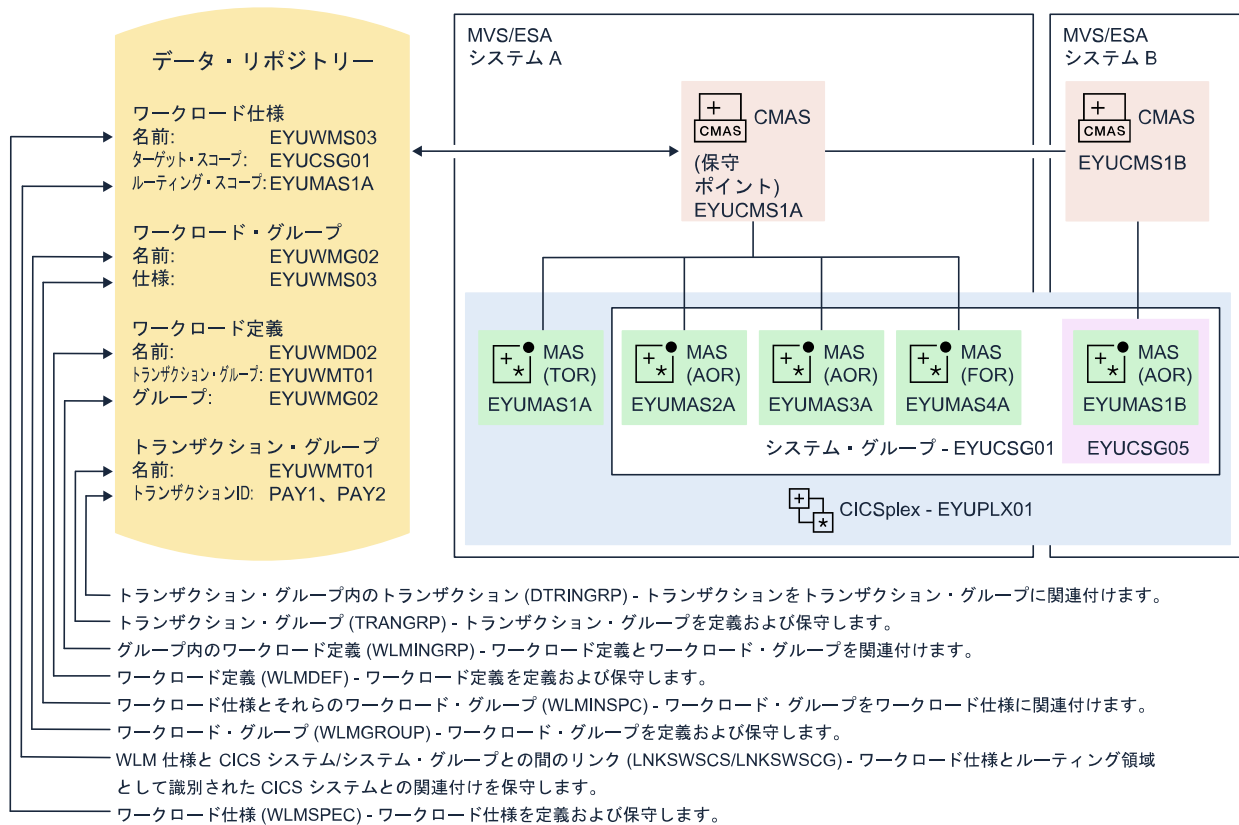 データ・リポジトリー
ワークロード仕様
名前: EYUWMS03
ターゲット・スコープ: EYUCSG01
ルーティング・スコープ: EYUMAS1A
ワークロード・グループ
名前: EYUWMG02
仕様: EYUWMS03
ワークロード定義
名前: EYUWMD02
トランザクション・グループ: EYUWMT01
グループ: EYUWMG02
トランザクション・グループ
名前: EYUWMT01
トランザクションID: PAY1、PAY2
MVS/ESA
システム A
CMAS
CMAS
(保守
ポイント)
EYUCMS1A
MVS/ESA
システム B
CMAS
CMAS
EYUCMS1B
MAS
(TOR)
EYUMAS1A
MAS
(AOR)
EYUMAS2A
MAS
(AOR)
EYUMAS3A
MAS
(FOR)
EYUMAS4A
MAS
(AOR)
EYUMAS1B
システム・グループ - EYUCSG01
EYUCSG05
CICSplex - EYUPLX01
トランザクション・グループ内のトランザクション (DTRINGRP) - トランザクションをトランザクション・グループに関連付けます。
トランザクション・グループ (TRANGRP) - トランザクション・グループを定義および保守します。
グループ内のワークロード定義 (WLMINGRP) - ワークロード定義とワークロード・グループを関連付けます。
ワークロード定義 (WLMDEF) - ワークロード定義を定義および保守します。
ワークロード仕様とそれらのワークロード・グループ (WLMINSPC) - ワークロード・グループをワークロード仕様に関連付けます。
ワークロード・グループ (WLMGROUP) - ワークロード・グループを定義および保守します。
WLM 仕様と CICS システム/システム・グループとの間のリンク (LNKSWSCS/LNKSWSCG) - ワークロード仕様とルーティング領域
として識別された CICS システムとの関連付けを保守します。
ワークロード仕様 (WLMSPEC) - ワークロード仕様を定義および保守します。